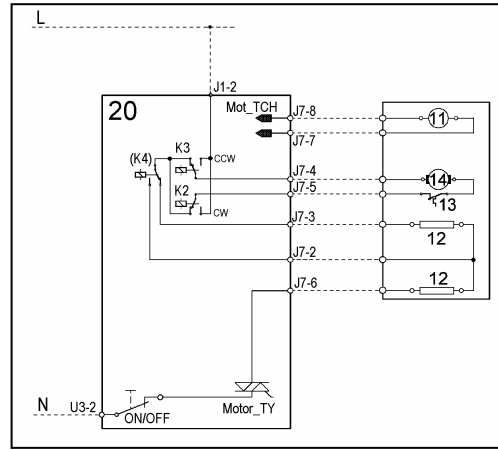 L
J1-2
20
Mot_TCH
J7-8
11
J7-7
K3
CCW
(K4)
J7-4
14
K2
J7-5
13
CW
J7-3
12
J7-2
J7-6
12
N
U3-2
ON/OFF
Motor_TY